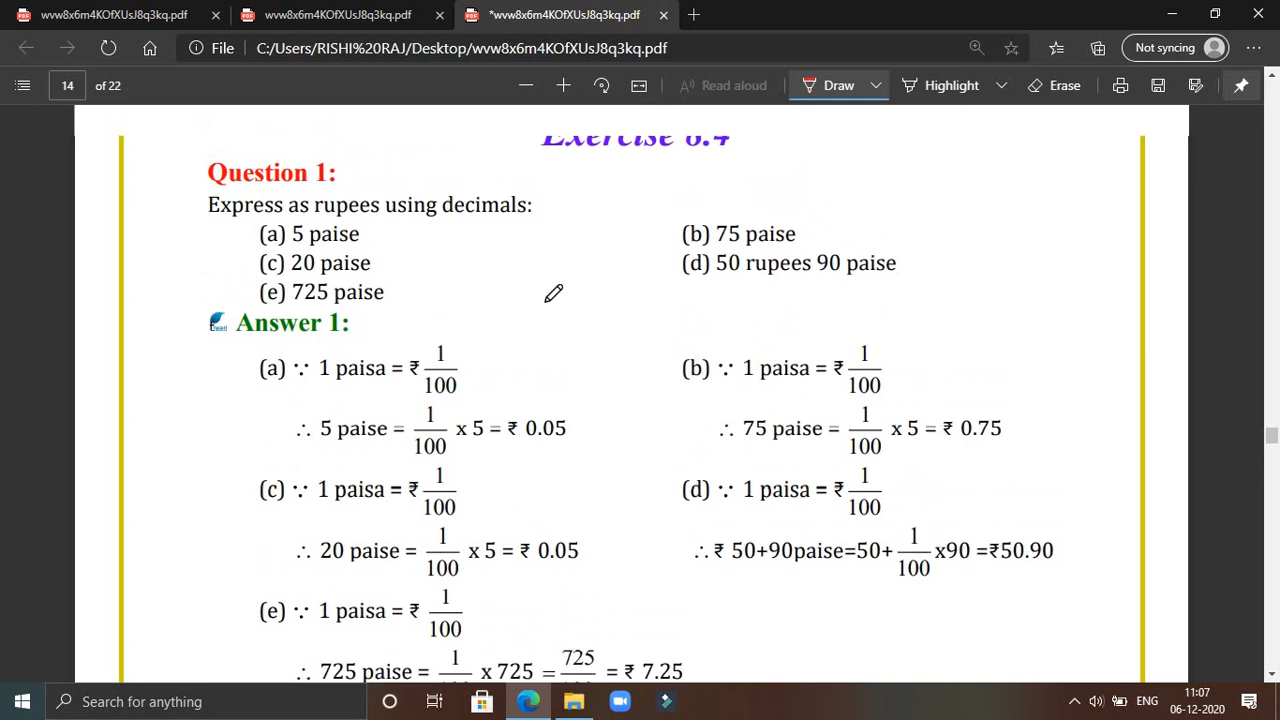 wvw8x6m4KOfXUsJ8q3kq.pdf
wvw8x6m4KOfXUsJ8q3kq.pdf
*wvw8x6m4KOfXUsJ8q3kq.pdf
File C:/Users/RISHI%20RAJ/Desktop/wvw8x6m4KOfXUsJ8q3kq.pdf Not syncing
14 of 22 Read aloud Draw Highlight Erase
Exercise 8.4
Question 1:
Express as rupees using decimals:
(a) 5 paise (b) 75 paise
(c) 20 paise (d) 50 rupees 90 paise
(e) 725 paise
Answer 1:
(a) ∵ 1 paisa = ₹ 1/100 (b) ∵ 1 paisa = ₹ 1/100
∴ 5 paise = 1/100 x 5 = ₹ 0.05 ∴ 75 paise = 1/100 x 5 = ₹ 0.75
(c) ∵ 1 paisa = ₹ 1/100 (d) ∵ 1 paisa = ₹ 1/100
∴ 20 paise = 1/100 x 5 = ₹ 0.05 ∴ ₹ 50+90paise=50+ 1/100 x90 =₹50.90
(e) ∵ 1 paisa = ₹ 1/100
∴ 725 paise = 1/100 x 725 = 725/100 = ₹ 7.25
Search for anything ENG 11:07
06-12-2020